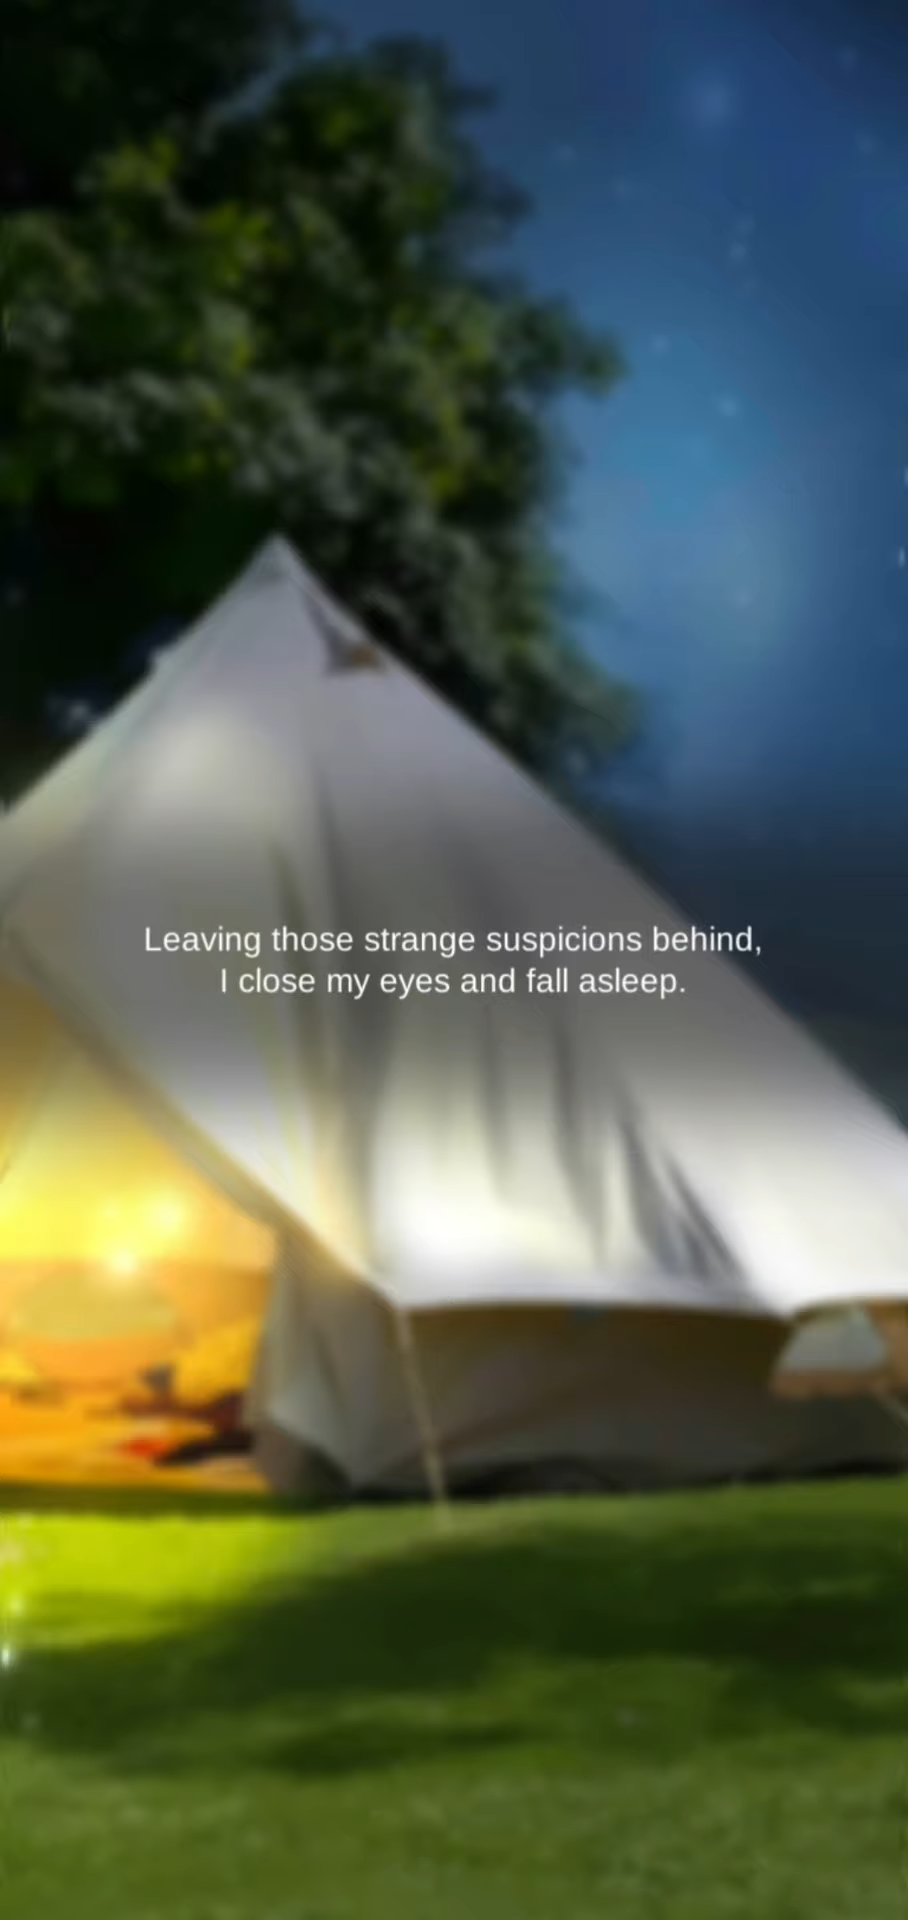 Leaving those strange suspicions behind,
I close my eyes and fall asleep.